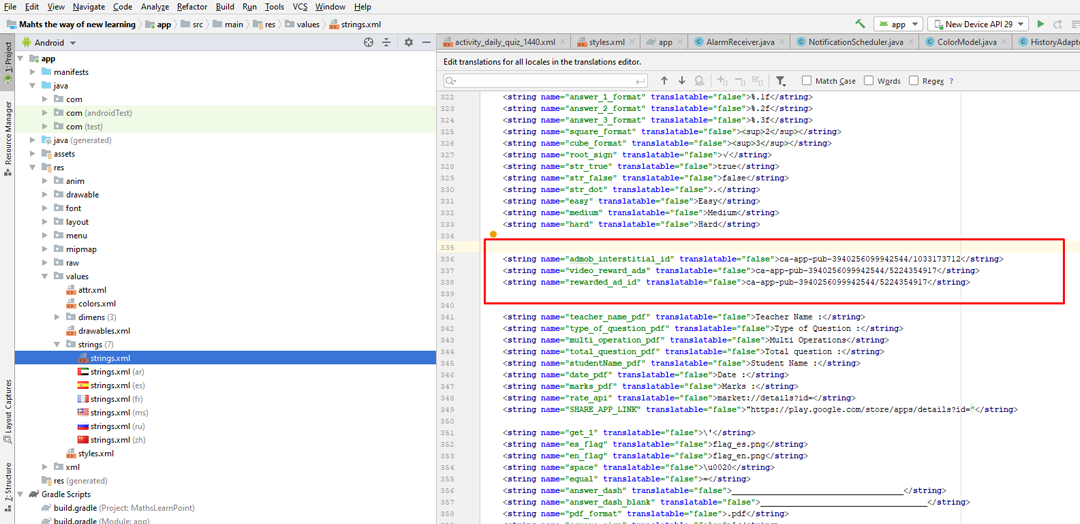 File Edit View Navigate Code Analyze Refactor Build Run Tools VCS Window Help
Mahts the way of new learning app src main res values strings.xml
app New Device API 29
Android
activity_daily_quiz_1440.xml styles.xml app AlarmReceiver.java NotificationScheduler.java ColorModel.java HistoryAdapt
1: Project
Resource Manager
Layout Captures
7: Structure
app
manifests
java
com
com (androidTest)
com (test)
java (generated)
assets
res
anim
drawable
font
layout
menu
mipmap
raw
values
attr.xml
colors.xml
dimens (3)
drawables.xml
strings (7)
strings.xml
strings.xml (ar)
strings.xml (es)
strings.xml (fr)
strings.xml (ms)
strings.xml (ru)
strings.xml (zh)
styles.xml
xml
res (generated)
Gradle Scripts
build.gradle (Project: MathsLearnPoint)
build.gradle (Module: app)
Edit translations for all locales in the translations editor.
Match Case Words Regex ?
322 <string name="answer_1_format" translatable="false">%.1f</string>
323 <string name="answer_2_format" translatable="false">%.2f</string>
324 <string name="answer_3_format" translatable="false">%.3f</string>
325 <string name="square_format" translatable="false"><sup>2</sup></string>
326 <string name="cube_format" translatable="false"><sup>3</sup></string>
327 <string name="root_sign" translatable="false">√</string>
328 <string name="str_true" translatable="false">true</string>
329 <string name="str_false" translatable="false">false</string>
330 <string name="str_dot" translatable="false">.</string>
331 <string name="easy" translatable="false">Easy</string>
332 <string name="medium" translatable="false">Medium</string>
333 <string name="hard" translatable="false">Hard</string>
334
335
336 <string name="admob_interstitial_id" translatable="false">ca-app-pub-3940256099942544/1033173712</string>
337 <string name="video_reward_ads" translatable="false">ca-app-pub-3940256099942544/5224354917</string>
338 <string name="rewarded_ad_id" translatable="false">ca-app-pub-3940256099942544/5224354917</string>
339
340
341 <string name="teacher_name_pdf" translatable="false">Teacher Name :</string>
342 <string name="type_of_question_pdf" translatable="false">Type of Question :</string>
343 <string name="multi_operation_pdf" translatable="false">Multi Operations</string>
344 <string name="total_question_pdf" translatable="false">Total question :</string>
345 <string name="studentName_pdf" translatable="false">Student Name :</string>
346 <string name="date_pdf" translatable="false">Date :</string>
347 <string name="marks_pdf" translatable="false">Marks :</string>
348 <string name="rate_api" translatable="false">market://details?id=</string>
349 <string name="SHARE_APP_LINK" translatable="false">"https://play.google.com/store/apps/details?id="</string>
350
351 <string name="get_1" translatable="false">\'</string>
352 <string name="es_flag" translatable="false">flag_es.png</string>
353 <string name="en_flag" translatable="false">flag_en.png</string>
354 <string name="space" translatable="false">\u0020</string>
355 <string name="equal" translatable="false">=</string>
356 <string name="answer_dash" translatable="false">______________________________</string>
357 <string name="answer_dash_blank" translatable="false">______________________________</string>
358 <string name="pdf_format" translatable="false">.pdf</string>